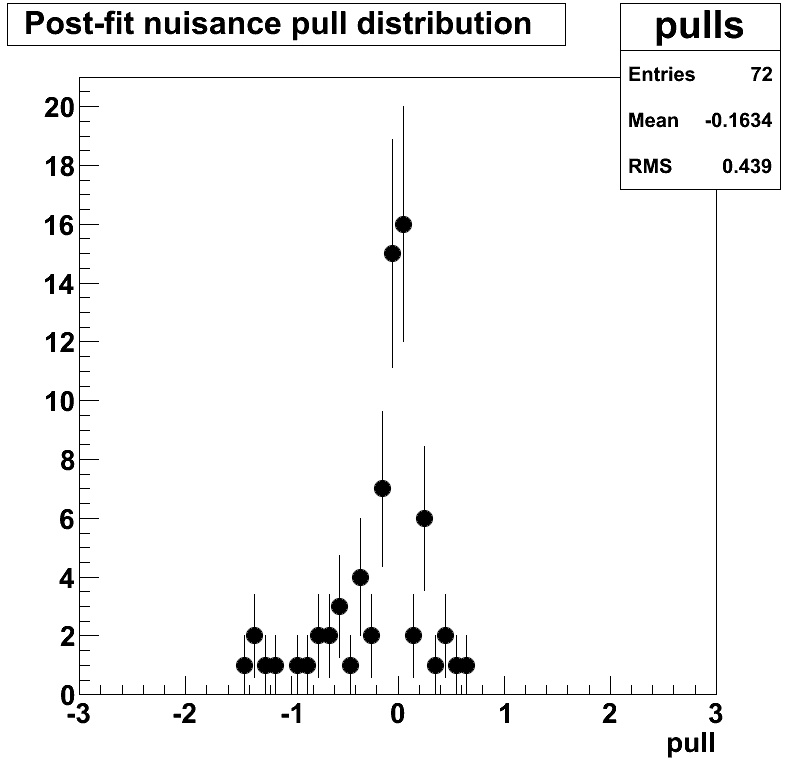 Post-fit nuisance pull distribution
pulls
Entries 72
Mean -0.1634
RMS 0.439
20
18
16
14
12
10
8
6
4
2
0
-3 -2 -1 0 1 2 3
pull